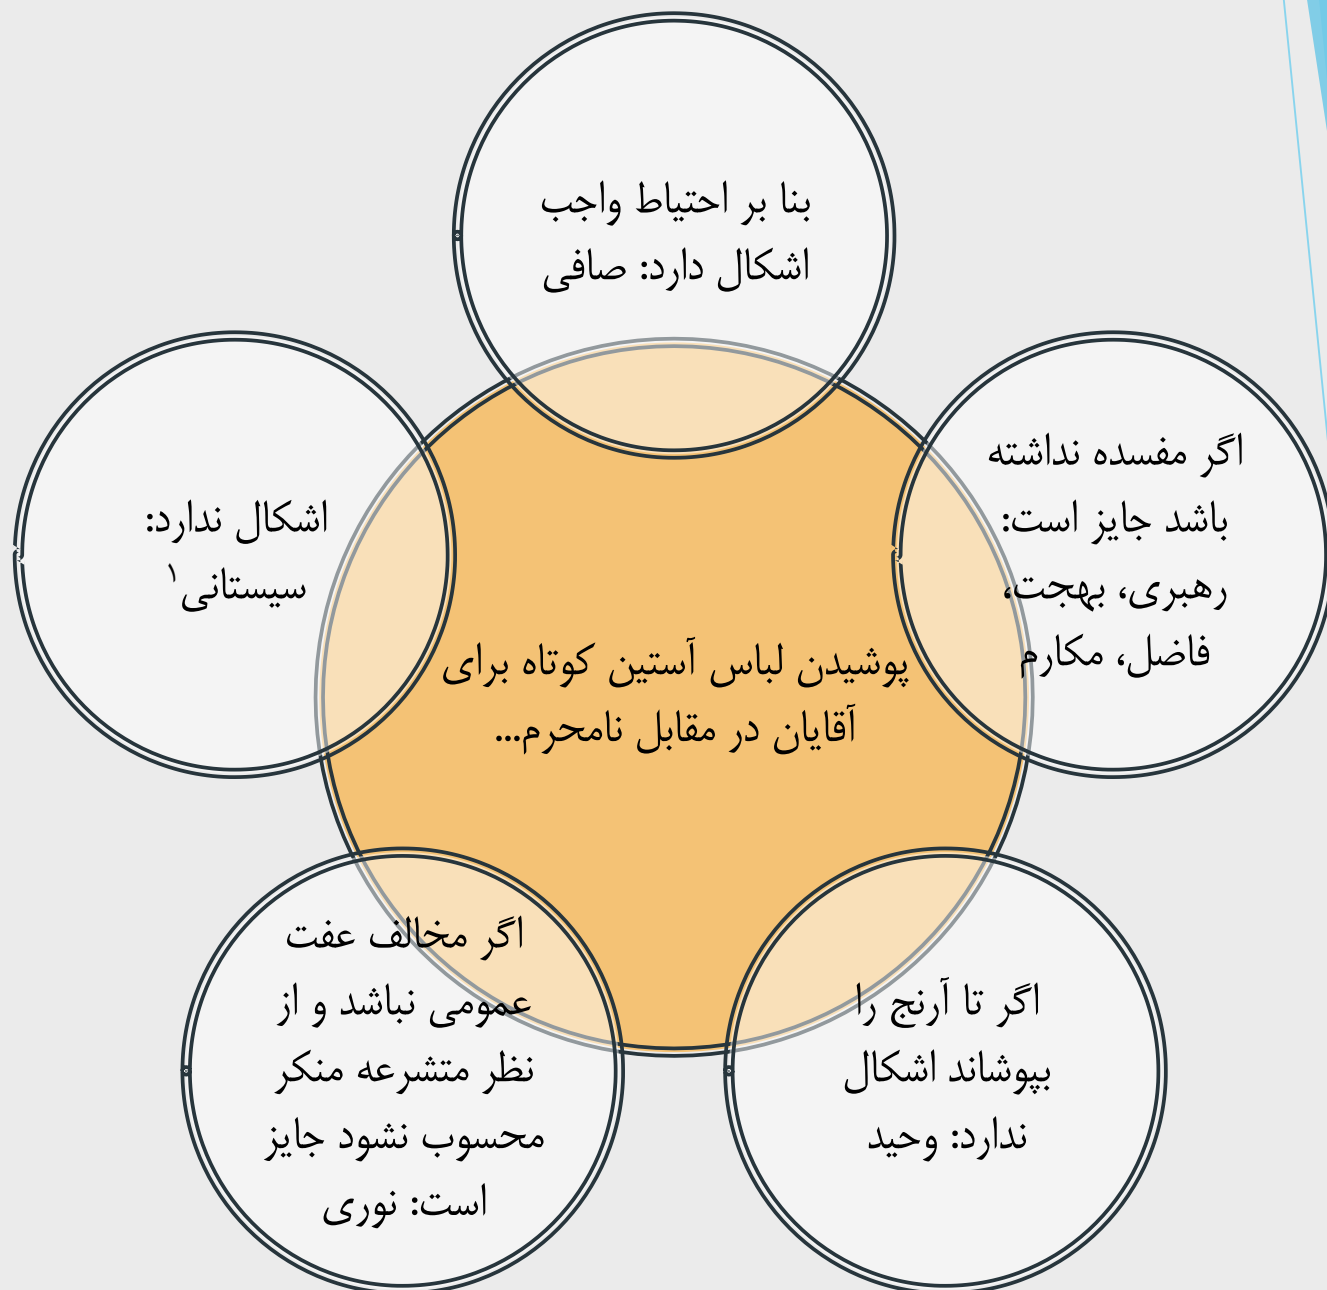 بنا بر احتیاط واجب
اشکال دارد: صافی
اگر مفسده نداشته
باشد جایز است:
رهبری، بهجت،
فاضل، مکارم
اشکال ندارد:
سیستانی۱
پوشیدن لباس آستین کوتاه برای
آقایان در مقابل نامحرم...
اگر تا آرنج را
بپوشاند اشکال
ندارد: وحید
اگر مخالف عفت
عمومی نباشد و از
نظر متشرعه منکر
محسوب نشود جایز
است: نوری